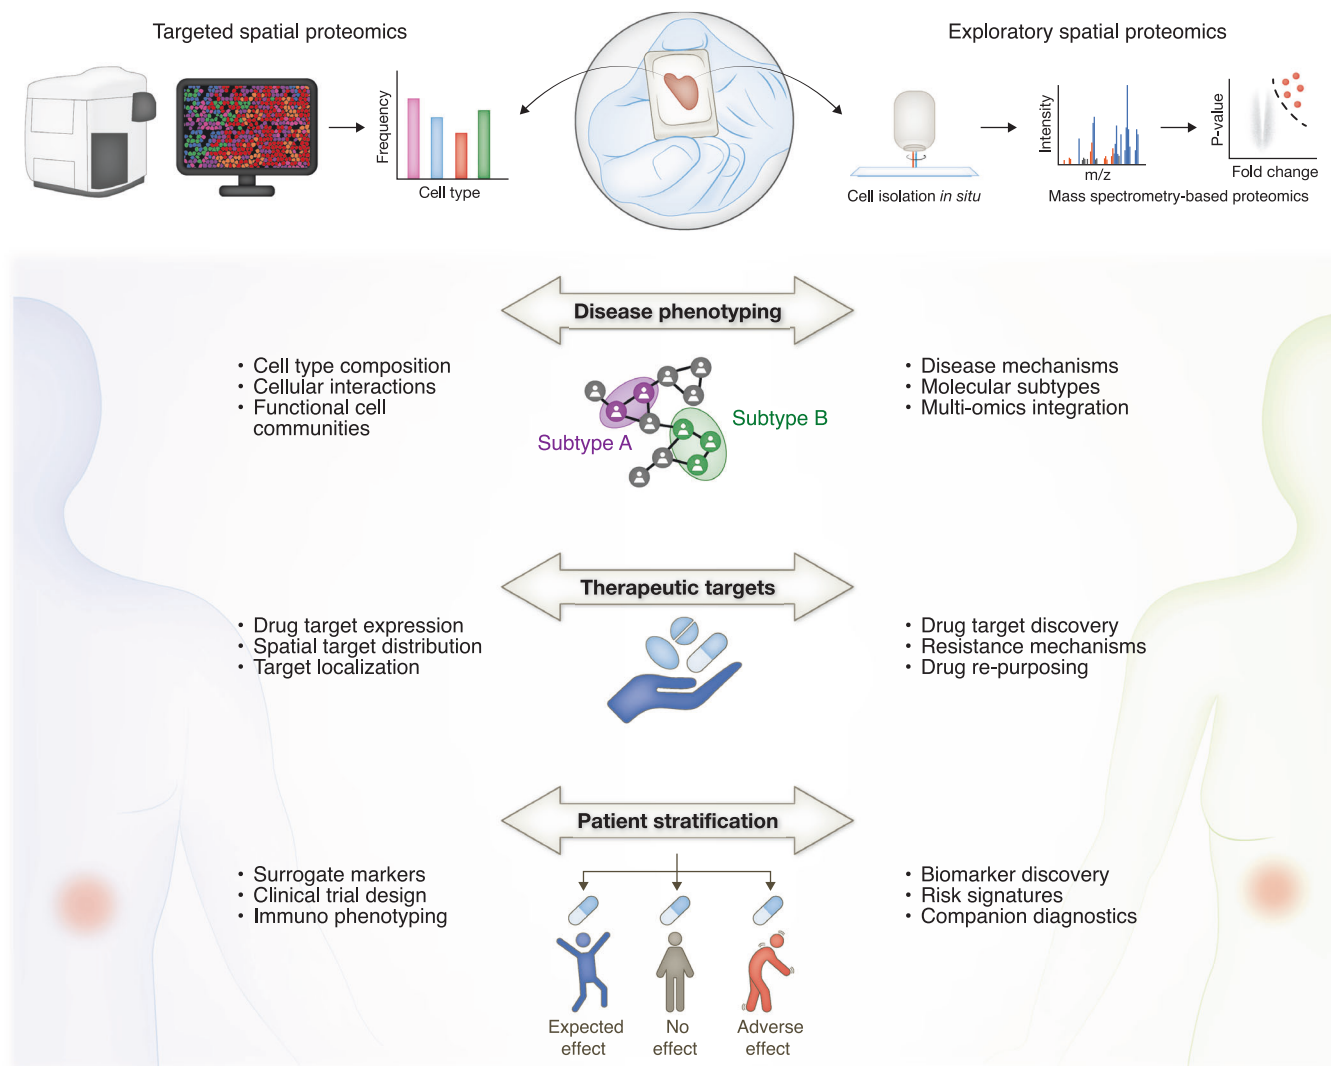 Targeted spatial proteomics
Exploratory spatial proteomics
Frequency
Cell type
Cell isolation in situ
Intensity
m/z
P-value
Fold change
Mass spectrometry-based proteomics
Disease phenotyping
• Cell type composition
• Cellular interactions
• Functional cell
communities
Subtype A
Subtype B
• Disease mechanisms
• Molecular subtypes
• Multi-omics integration
Therapeutic targets
• Drug target expression
• Spatial target distribution
• Target localization
• Drug target discovery
• Resistance mechanisms
• Drug re-purposing
Patient stratification
• Surrogate markers
• Clinical trial design
• Immuno phenotyping
• Biomarker discovery
• Risk signatures
• Companion diagnostics
Expected
effect
No
effect
Adverse
effect